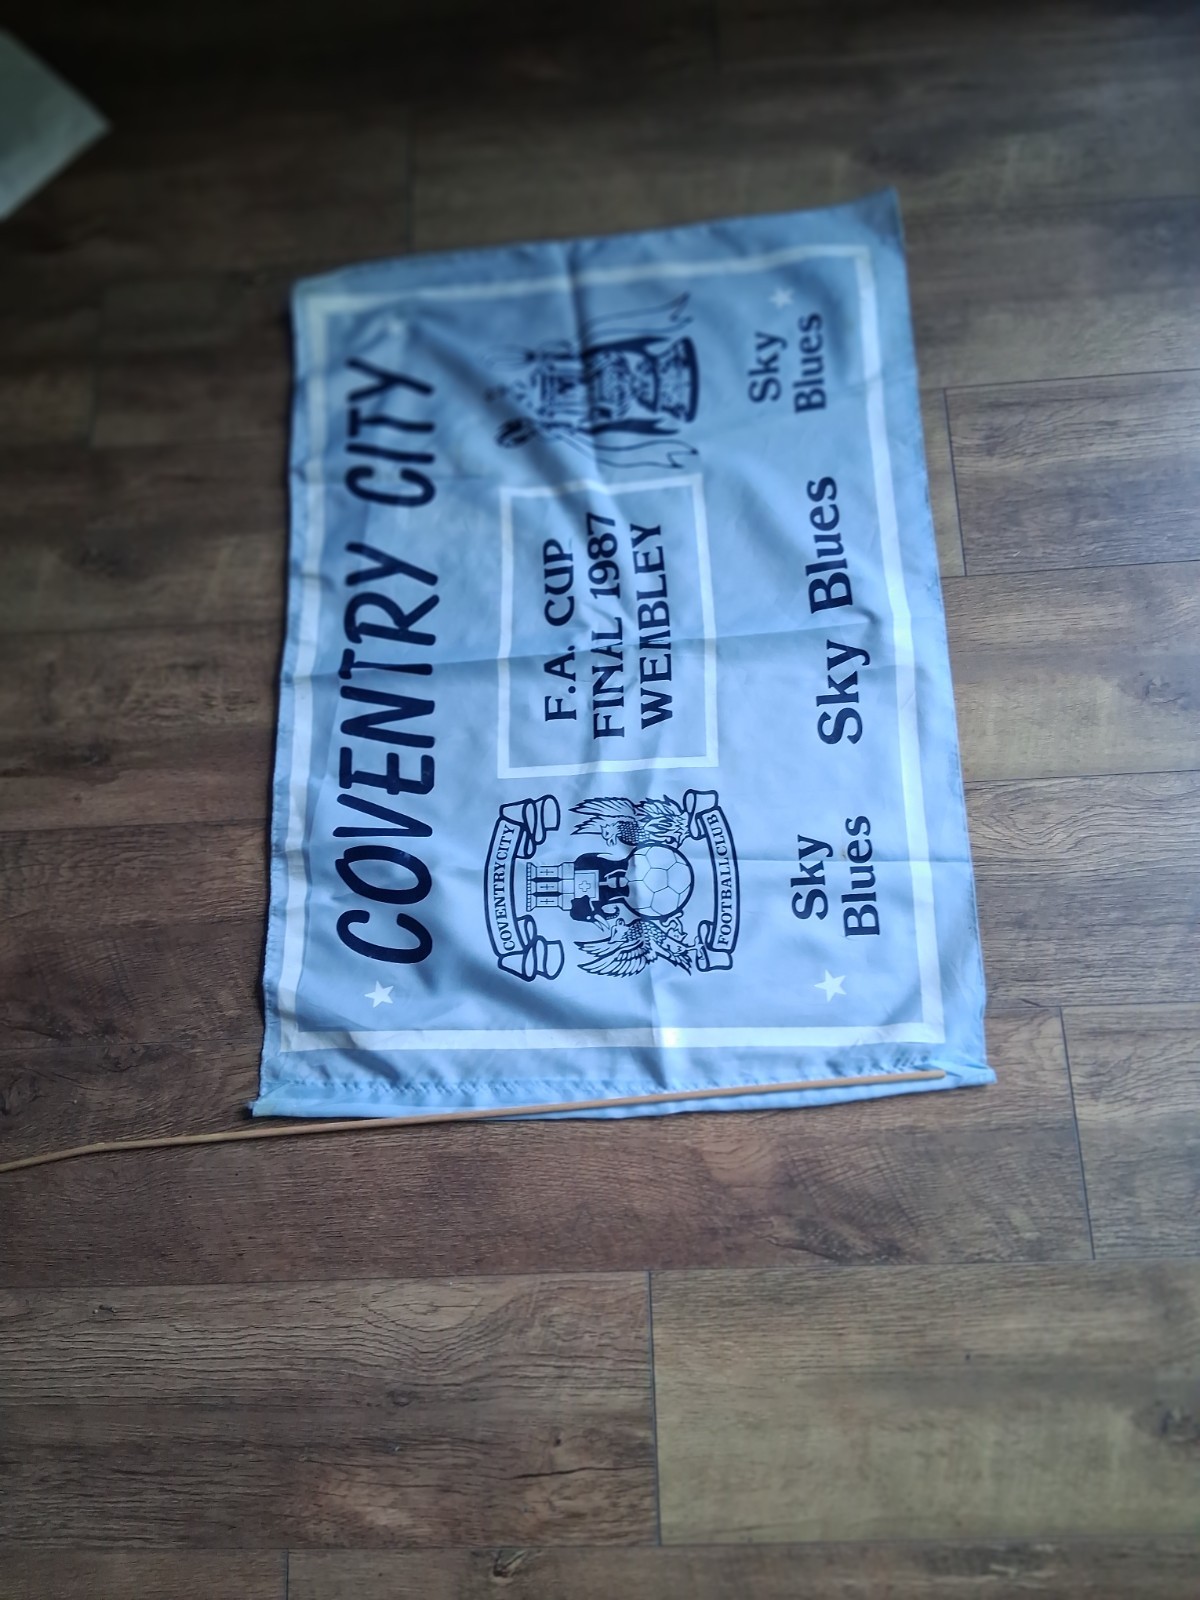 COVENTRY CITY
COVENTRY CITY
FOOTBALL CLUB
F.A. CUP
FINAL 1987
WEMBLEY
Sky
Blues
Sky Blues
Sky
Blues